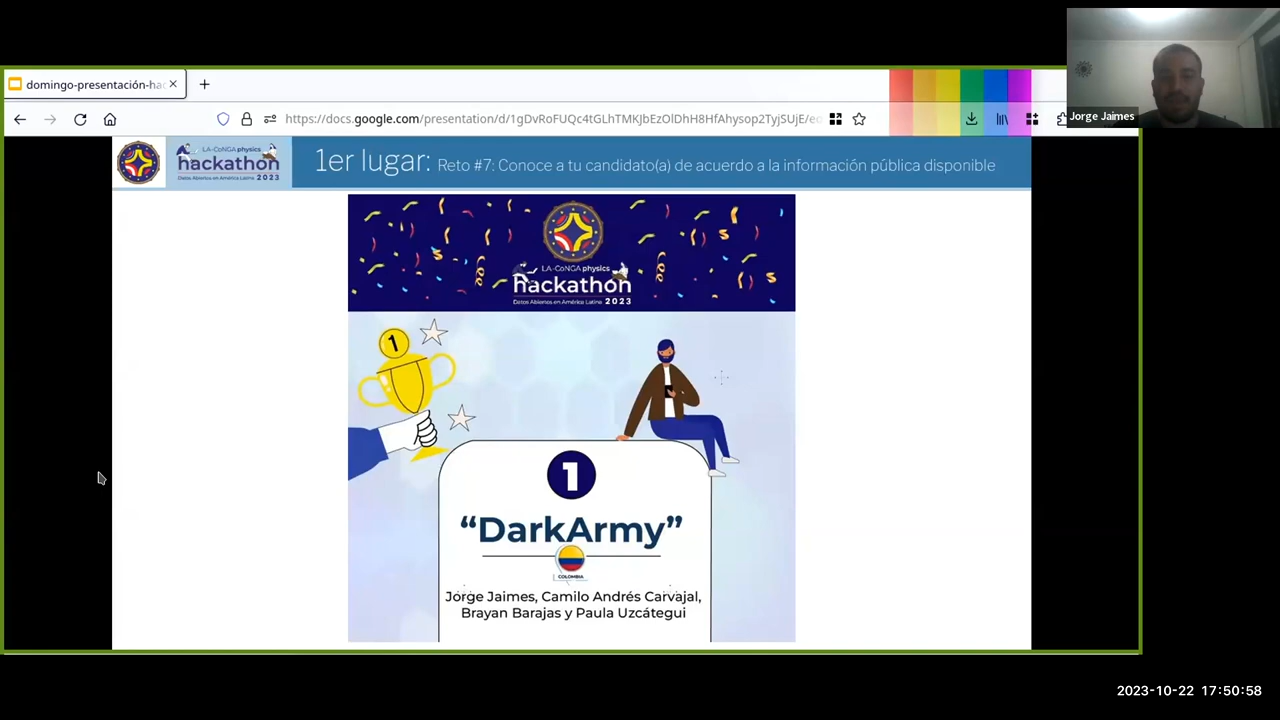 domingo-presentación-hac
Jorge Jaimes
https://docs.google.com/presentation/d/1gDvRoFUQc4tGLhTMKJbEzOlDhH8HfAhysop2TyjSUjE/e
LA-CoNGA physics
hackathon
Datos Abiertos en América Latina 2023
1er lugar: Reto #7: Conoce a tu candidato(a) de acuerdo a la información pública disponible
LA-CoNGA physics
hackathon
Datos Abiertos en América Latina 2023
1
1
“DarkArmy”
COLOMBIA
Jorge Jaimes, Camilo Andrés Carvajal,
Brayan Barajas y Paula Uzcátegui
2023-10-22 17:50:58